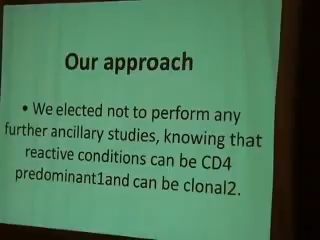 Our approach
• We elected not to perform any
further ancillary studies, knowing that
reactive conditions can be CD4
predominant1and can be clonal2.